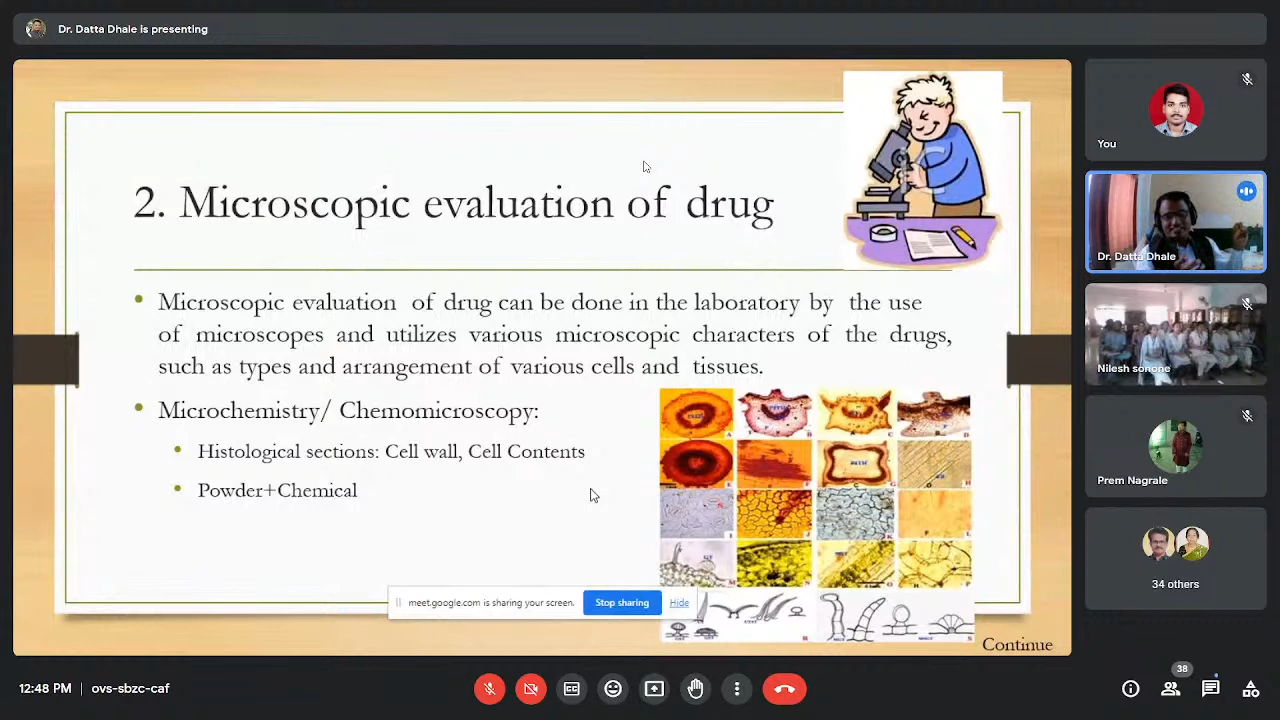 Dr. Datta Dhale is presenting
2. Microscopic evaluation of drug
• Microscopic evaluation of drug can be done in the laboratory by the use
of microscopes and utilizes various microscopic characters of the drugs,
such as types and arrangement of various cells and tissues.
• Microchemistry/ Chemomicroscopy:
• Histological sections: Cell wall, Cell Contents
• Powder+Chemical
meet.google.com is sharing your screen.
Stop sharing
Hide
Continue
You
Dr. Datta Dhale
Nilesh sonone
Prem Nagrale
34 others
12:48 PM | ovs-sbzc-caf
38